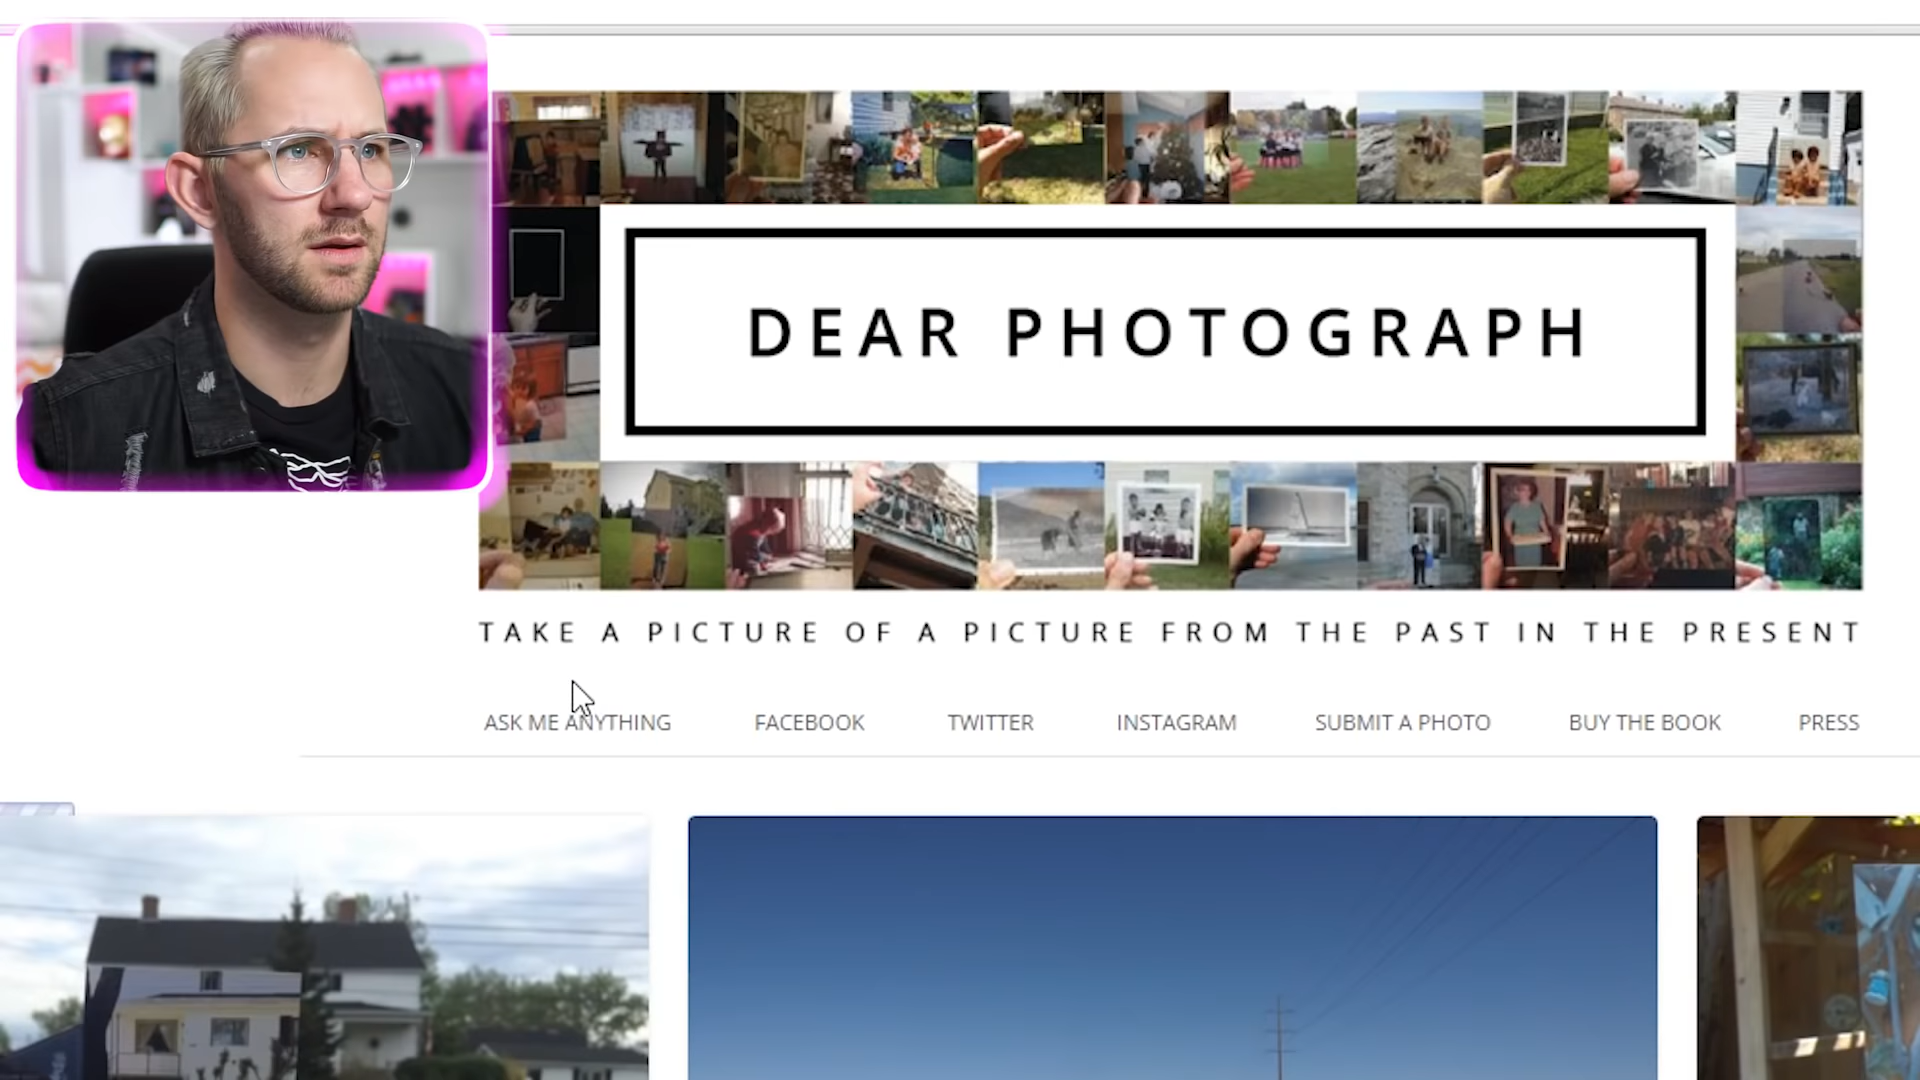 DEAR PHOTOGRAPH
TAKE A PICTURE OF A PICTURE FROM THE PAST IN THE PRESENT
ASK ME ANYTHING FACEBOOK TWITTER INSTAGRAM SUBMIT A PHOTO BUY THE BOOK PRESS